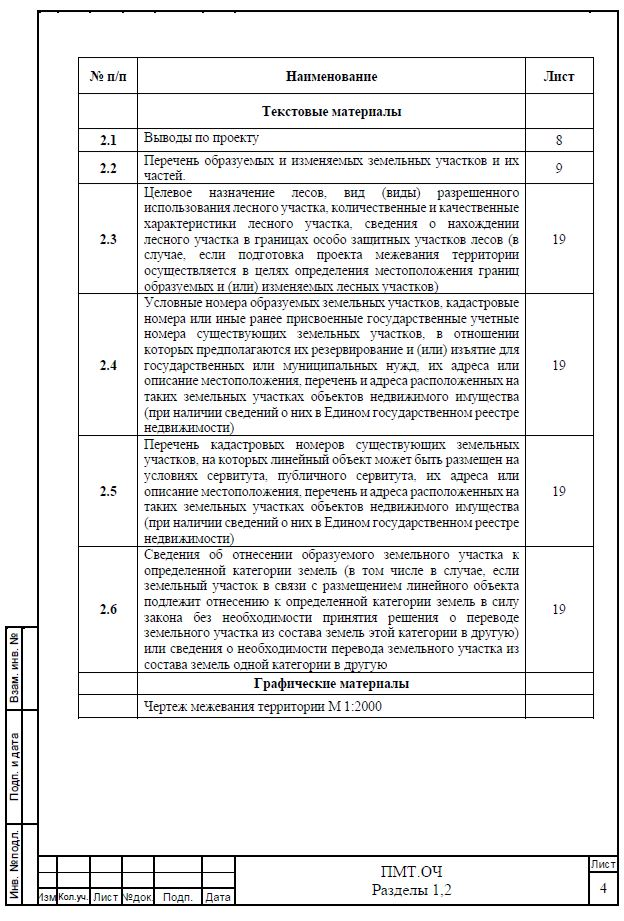 № п/п Наименование Лист
Текстовые материалы
2.1 Выводы по проекту 8
2.2 Перечень образуемых и изменяемых земельных участков и их
частей. 9
2.3 Целевое назначение лесов, вид (виды) разрешенного
использования лесного участка, количественные и качественные
характеристики лесного участка, сведения о нахождении
лесного участка в границах особо защитных участков лесов (в
случае, если подготовка проекта межевания территории
осуществляется в целях определения местоположения границ
образуемых и (или) изменяемых лесных участков) 19
2.4 Условные номера образуемых земельных участков, кадастровые
номера или иные ранее присвоенные государственные учетные
номера существующих земельных участков, в отношении
которых предполагаются их резервирование и (или) изъятие для
государственных или муниципальных нужд, их адреса или
описание местоположения, перечень и адреса расположенных на
таких земельных участках объектов недвижимого имущества
(при наличии сведений о них в Едином государственном реестре
недвижимости) 19
2.5 Перечень кадастровых номеров существующих земельных
участков, на которых линейный объект может быть размещен на
условиях сервитута, публичного сервитута, их адреса или
описание местоположения, перечень и адреса расположенных на
таких земельных участках объектов недвижимого имущества
(при наличии сведений о них в Едином государственном реестре
недвижимости) 19
2.6 Сведения об отнесении образуемого земельного участка к
определенной категории земель (в том числе в случае, если
земельный участок в связи с размещением линейного объекта
подлежит отнесению к определенной категории земель в силу
закона без необходимости принятия решения о переводе
земельного участка из состава земель этой категории в другую)
или сведения о необходимости перевода земельного участка из
состава земель одной категории в другую 19
Графические материалы
Чертеж межевания территории М 1:2000
Взам. инв. №
Подп. и дата
Инв. №подл.
Изм Кол.уч. Лист №док. Подп. Дата
ПМТ.ОЧ
Разделы 1,2
Лист
4